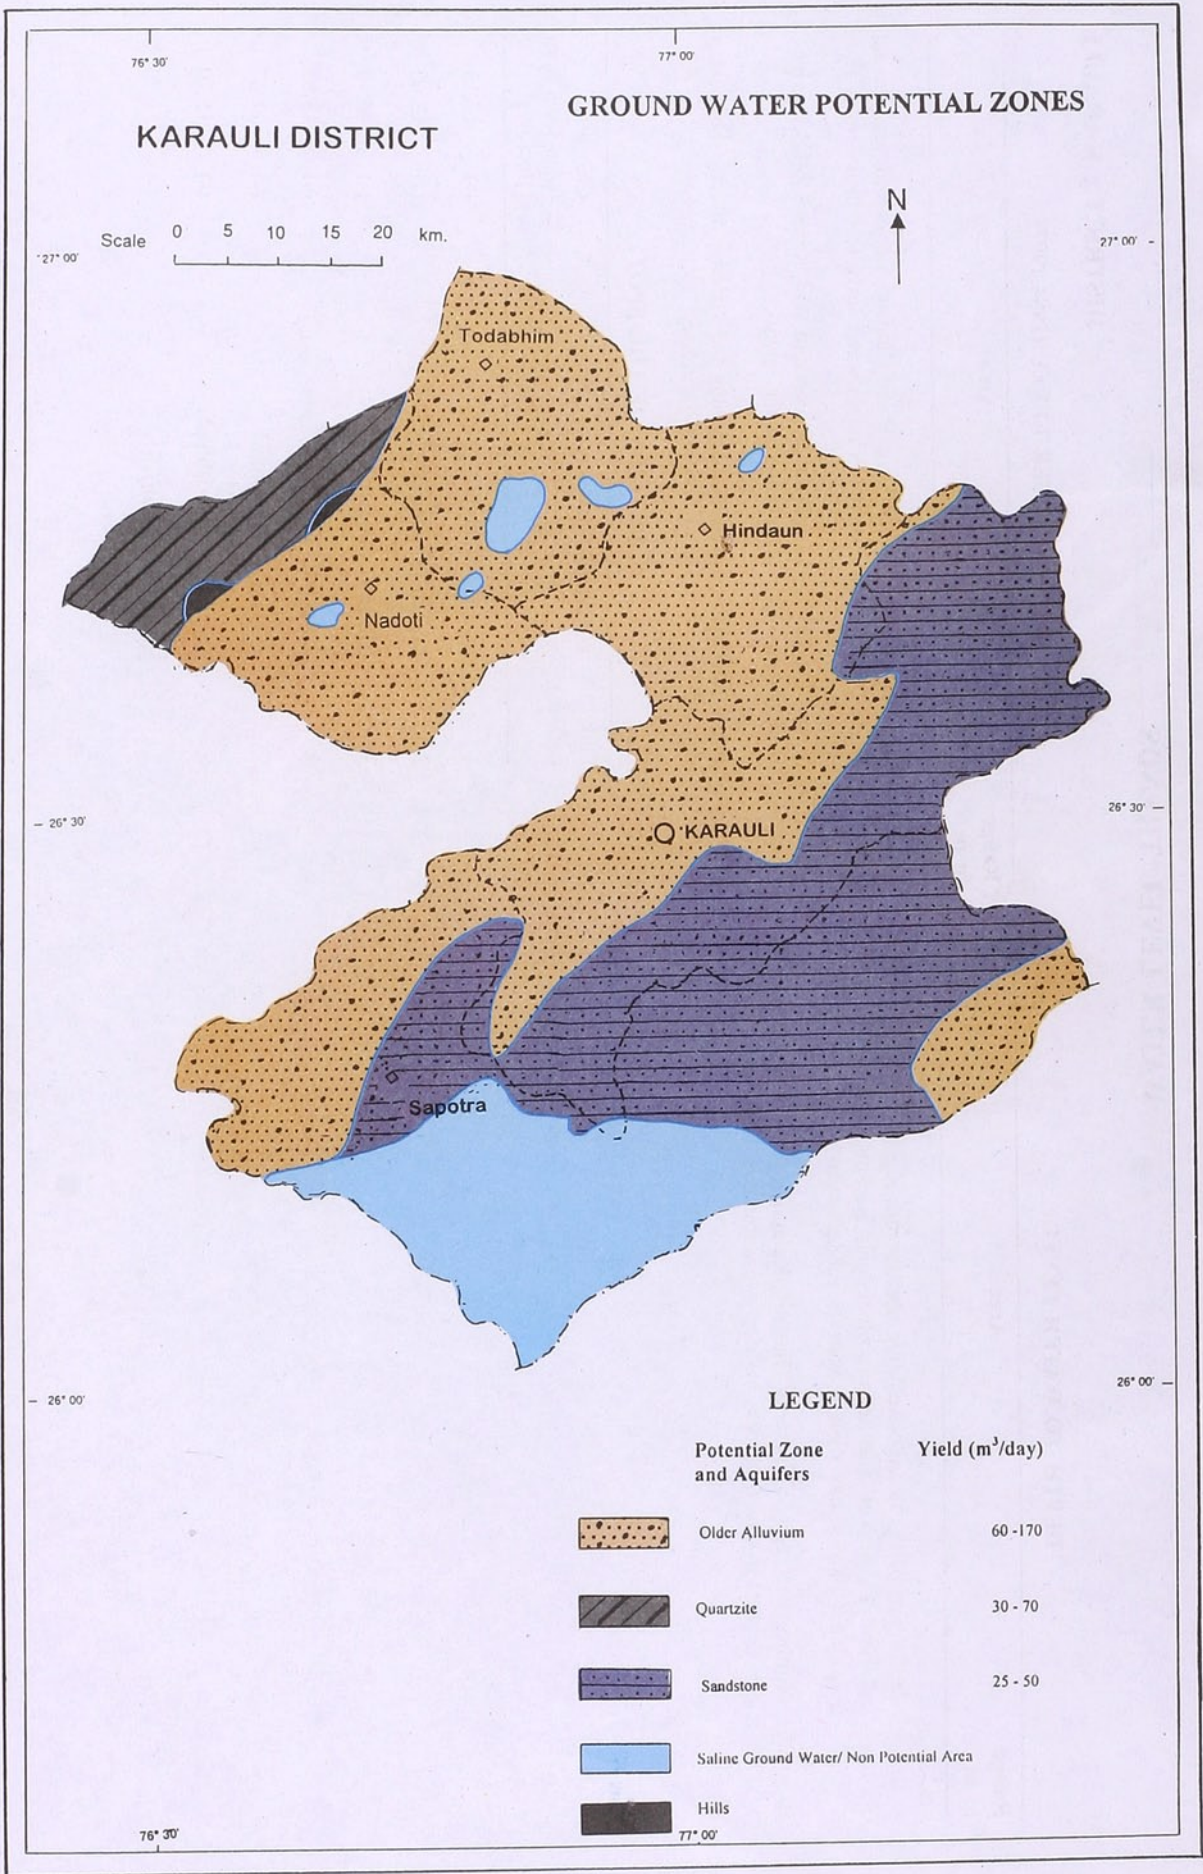 76° 30'
77° 00'
GROUND WATER POTENTIAL ZONES
KARAULI DISTRICT
N
Scale 0 5 10 15 20 km.
27° 00'
27° 00'
Todabhim
Hindaun
Nadoti
26° 30'
26° 30'
KARAULI
Sapotra
26° 00'
26° 00'
LEGEND
Potential Zone
and Aquifers
Yield (m³/day)
Older Alluvium 60 -170
Quartzite 30 - 70
Sandstone 25 - 50
Saline Ground Water/ Non Potential Area
Hills
76° 30'
77° 00'